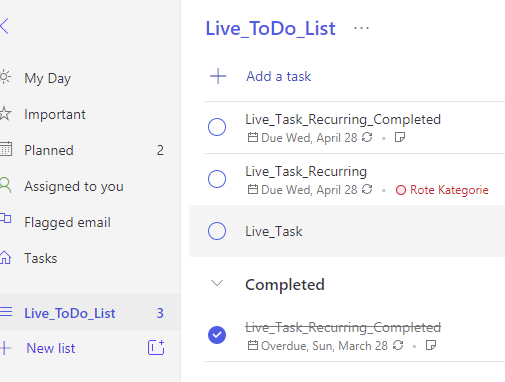 Live_ToDo_List ...
Add a task
My Day
Important
Planned 2
Assigned to you
Flagged email
Tasks
Live_ToDo_List 3
New list
Live_Task_Recurring_Completed
Due Wed, April 28
Live_Task_Recurring
Due Wed, April 28 • Rote Kategorie
Live_Task
Completed
Live_Task_Recurring_Completed
Overdue, Sun, March 28